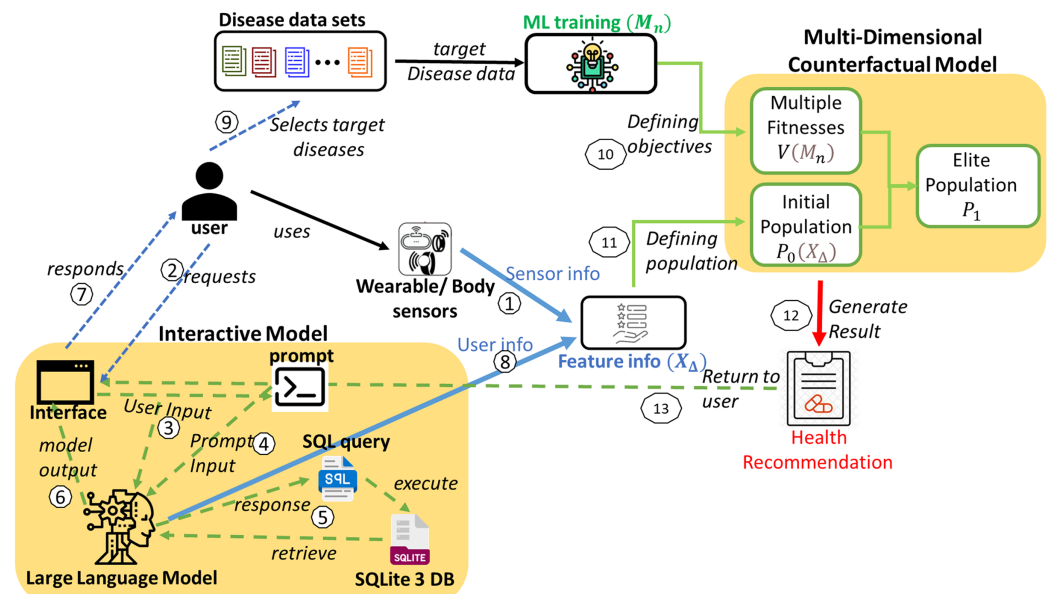 Disease data sets
ML training (Mₙ)
target
Disease data
Multi-Dimensional
Counterfactual Model
Multiple
Fitnesses
V(Mₙ)
Elite
Population
P₁
Initial
Population
P₀(X_Δ)
Defining
objectives
10
9
Selects target
diseases
user
uses
11
Defining
population
responds
7
2
requests
Wearable/ Body
sensors
Sensor info
1
12
Generate
Result
Interactive Model
prompt
User info
8
Feature info (X_Δ)
Return to
user
13
Interface
User Input
3
Prompt
Input
4
SQL query
SQL
Health
Recommendation
model
output
6
response
5
execute
retrieve
SQLITE
Large Language Model
SQLite 3 DB